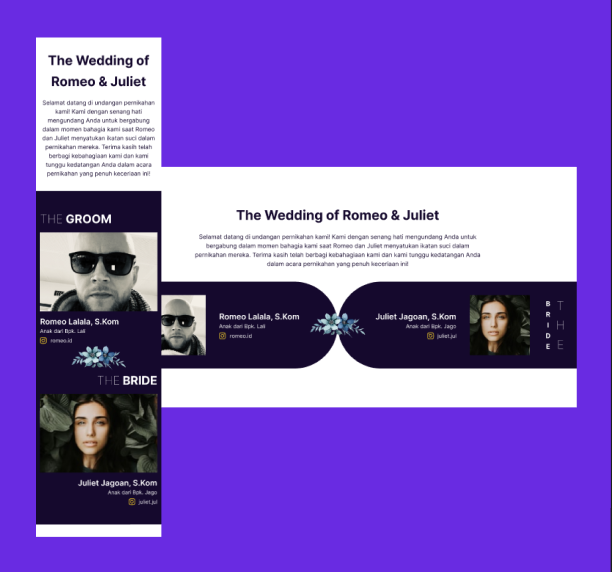 The Wedding of
Romeo & Juliet
Selamat datang di undangan pernikahan
kami! Kami dengan senang hati
mengundang Anda untuk bergabung
dalam momen bahagia kami saat Romeo
dan Juliet menyatukan ikatan suci dalam
pernikahan mereka. Terima kasih telah
berbagi kebahagiaan kami dan kami
tunggu kedatangan Anda dalam acara
pernikahan yang penuh keceriaan ini!
THE GROOM
Romeo Lalala, S.Kom
Anak dari Bpk. Lali
romeo.id
THE BRIDE
Juliet Jagoan, S.Kom
Anak dari Bpk. Jago
juliet.jul
The Wedding of Romeo & Juliet
Selamat datang di undangan pernikahan kami! Kami dengan senang hati mengundang Anda untuk
bergabung dalam momen bahagia kami saat Romeo dan Juliet menyatukan ikatan suci dalam
pernikahan mereka. Terima kasih telah berbagi kebahagiaan kami dan kami tunggu kedatangan Anda
dalam acara pernikahan yang penuh keceriaan ini!
Romeo Lalala, S.Kom
Anak dari Bpk. Lali
romeo.id
Juliet Jagoan, S.Kom
Anak dari Bpk. Jago
juliet.jul
THE
BRIDE